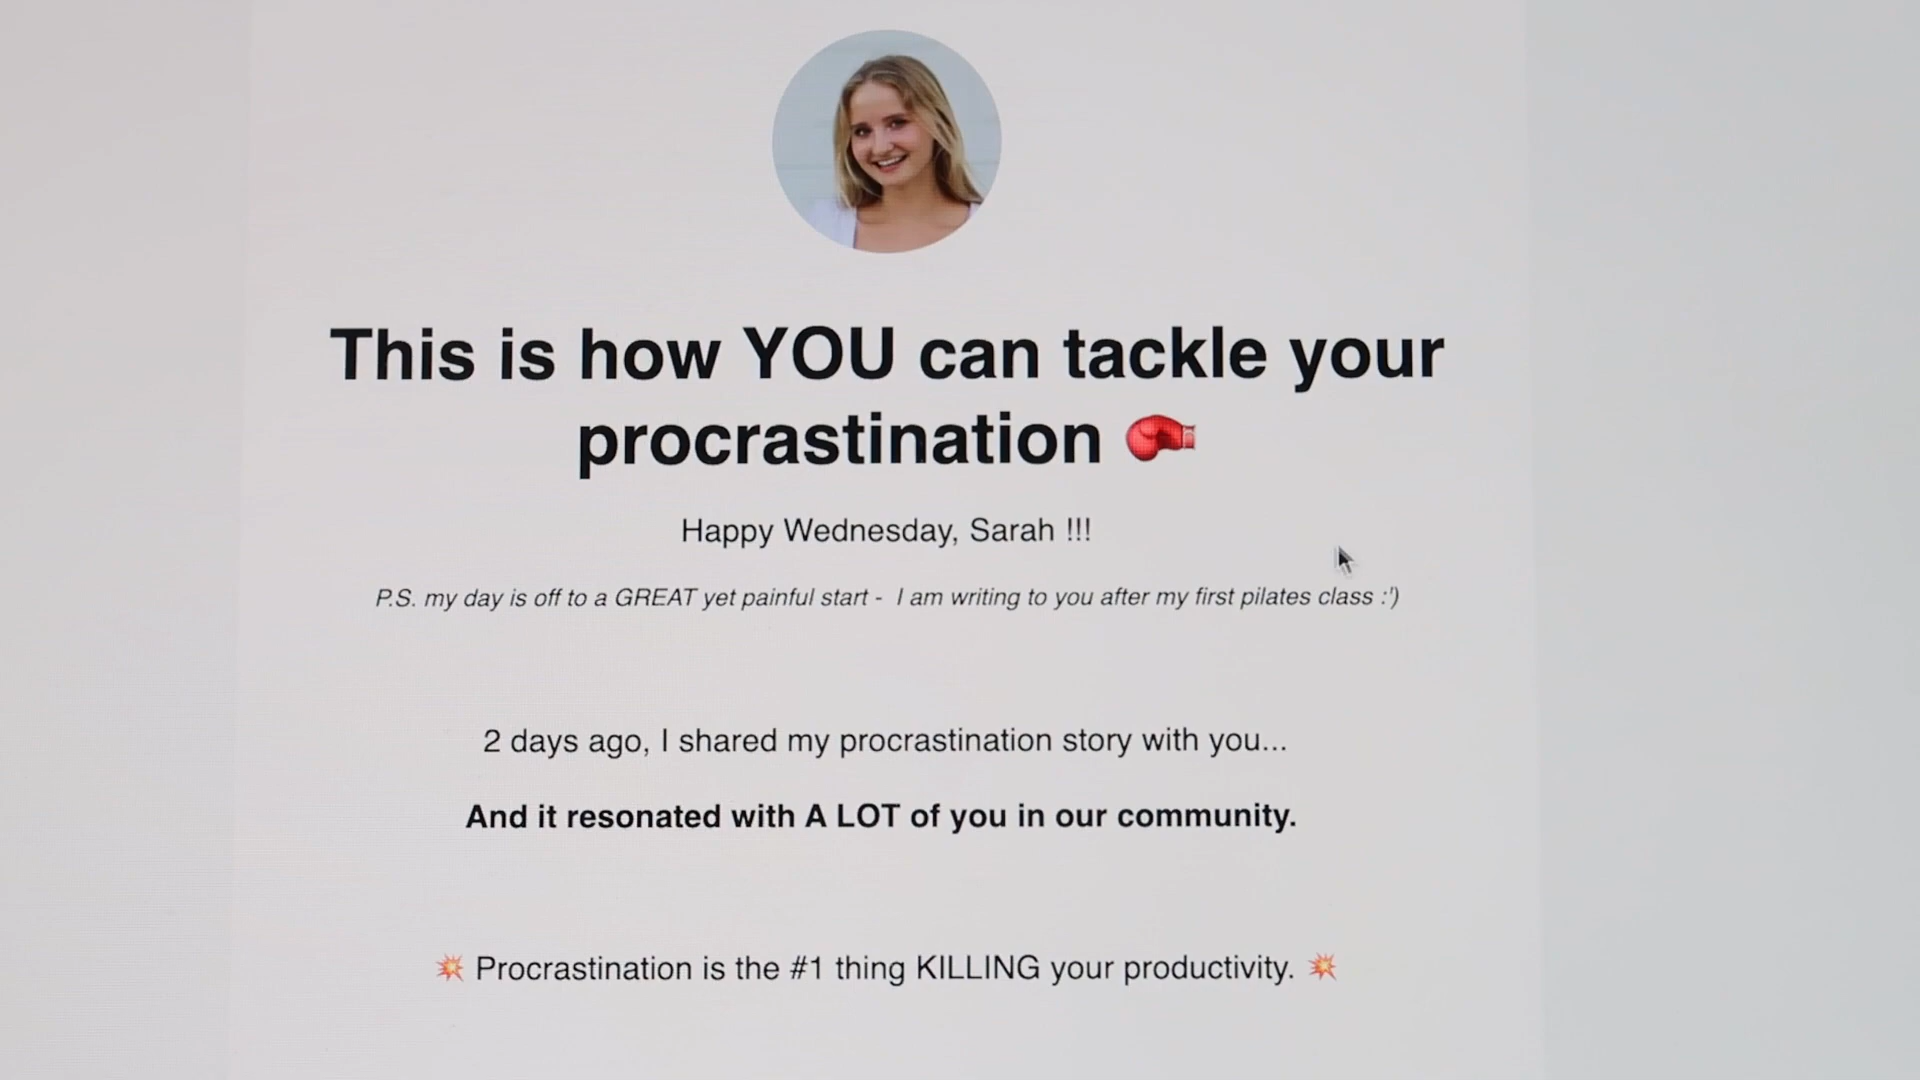 This is how YOU can tackle your
procrastination 🥊
Happy Wednesday, Sarah !!!
P.S. my day is off to a GREAT yet painful start - I am writing to you after my first pilates class :')
2 days ago, I shared my procrastination story with you...
And it resonated with A LOT of you in our community.
💥 Procrastination is the #1 thing KILLING your productivity. 💥